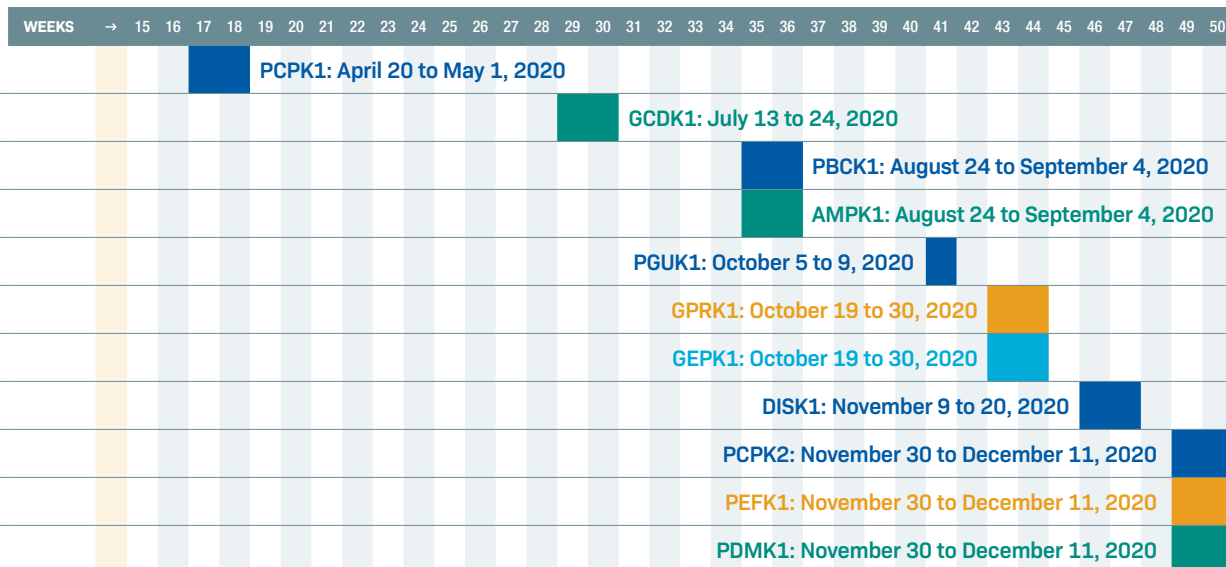 WEEKS → 15 16 17 18 19 20 21 22 23 24 25 26 27 28 29 30 31 32 33 34 35 36 37 38 39 40 41 42 43 44 45 46 47 48 49 50
PCPK1: April 20 to May 1, 2020
GCDK1: July 13 to 24, 2020
PBCK1: August 24 to September 4, 2020
AMPK1: August 24 to September 4, 2020
PGUK1: October 5 to 9, 2020
GPRK1: October 19 to 30, 2020
GEPK1: October 19 to 30, 2020
DISK1: November 9 to 20, 2020
PCPK2: November 30 to December 11, 2020
PEFK1: November 30 to December 11, 2020
PDMK1: November 30 to December 11, 2020